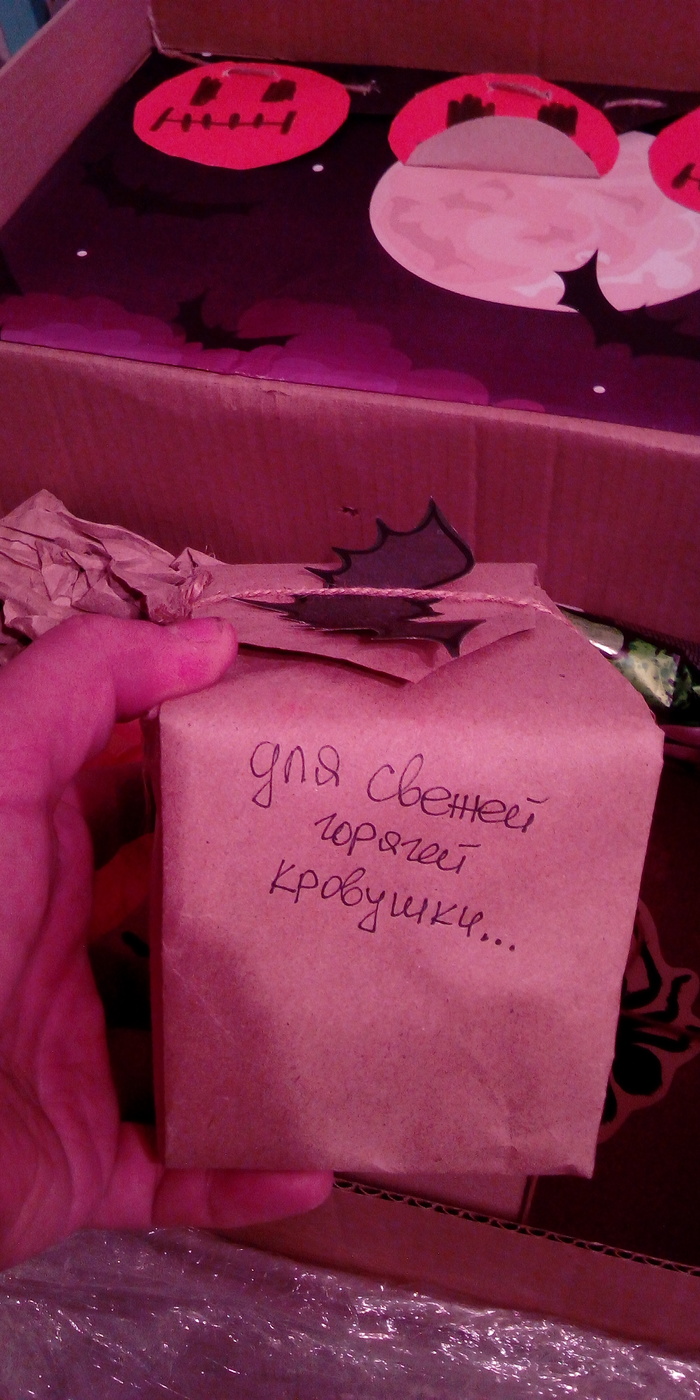 для свежей
горячей
кровушки...